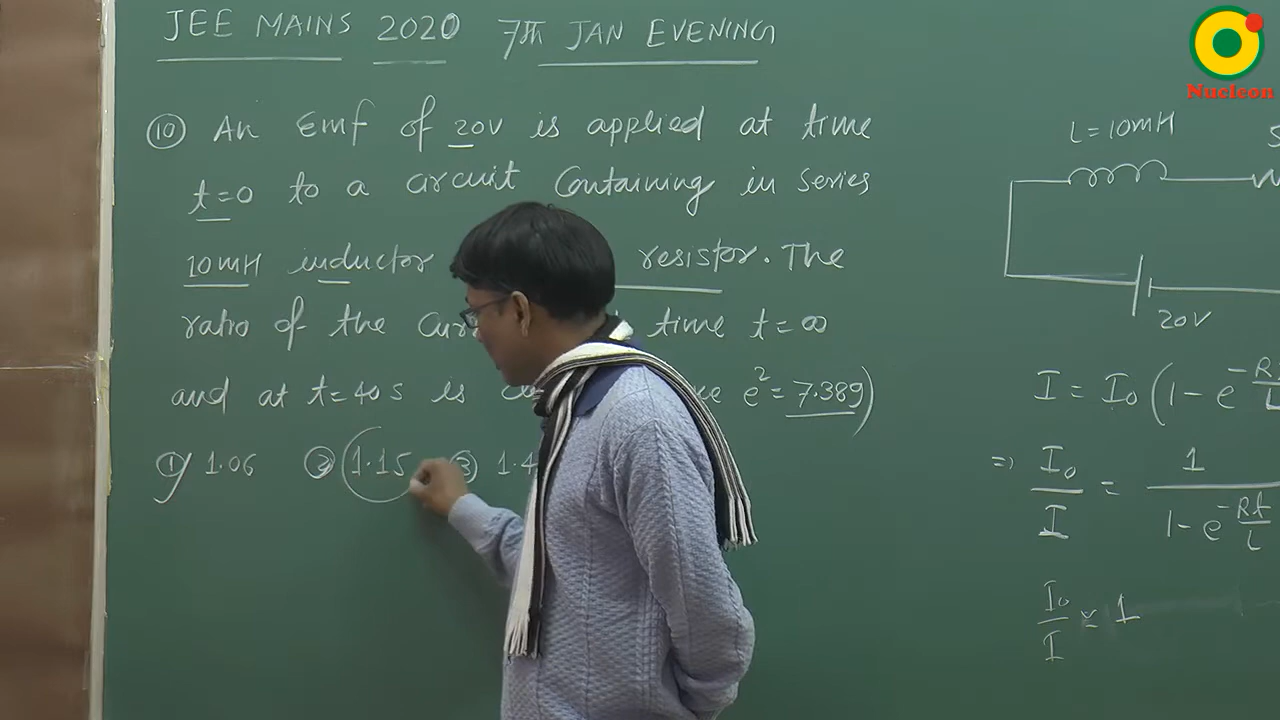 JEE MAINS 2020 7th JAN EVENING
Nucleon
(10) An Emf of 20V is applied at time
t=0 to a circuit Containing in series
10mH inductor resistor. The
ratio of the time t=∞
and at t=40s is e²=7.389)
(1) 1.06 (2) 1.15 (3) 1.4
L=10mH
20V
I = I₀(1-e^-R
=> I₀/I = 1/(1-e^-Rt/L
I₀/I ≃ 1